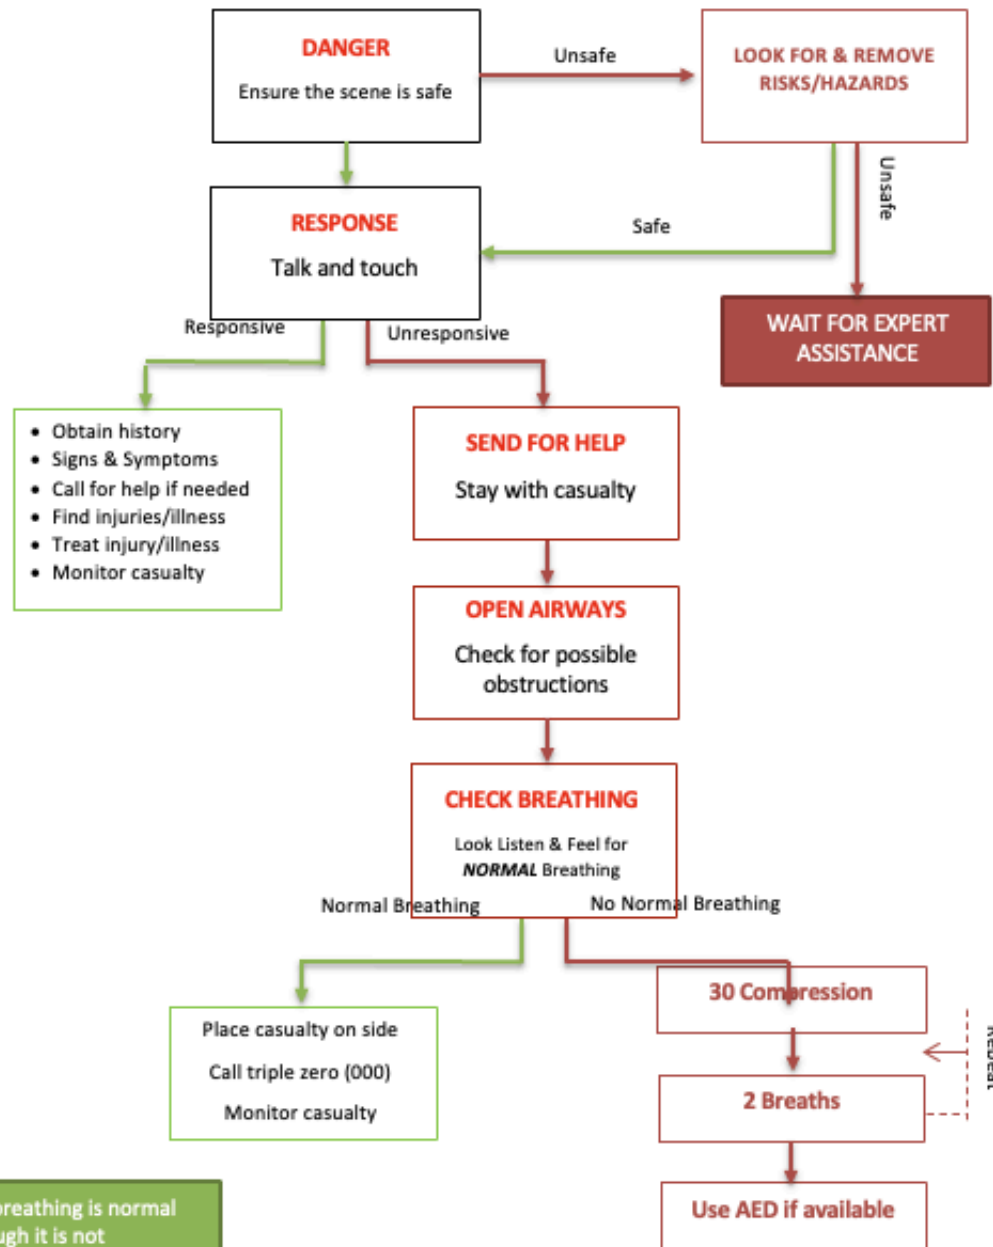 DANGER
Ensure the scene is safe
Unsafe
LOOK FOR & REMOVE
RISKS/HAZARDS
Unsafe
RESPONSE
Talk and touch
Safe
WAIT FOR EXPERT
ASSISTANCE
Responsive
Unresponsive
• Obtain history
• Signs & Symptoms
• Call for help if needed
• Find injuries/illness
• Treat injury/illness
• Monitor casualty
SEND FOR HELP
Stay with casualty
OPEN AIRWAYS
Check for possible
obstructions
CHECK BREATHING
Look Listen & Feel for
NORMAL Breathing
Normal Breathing
No Normal Breathing
Place casualty on side
Call triple zero (000)
Monitor casualty
30 Compression
2 Breaths
Use AED if available
breathing is normal
it is not